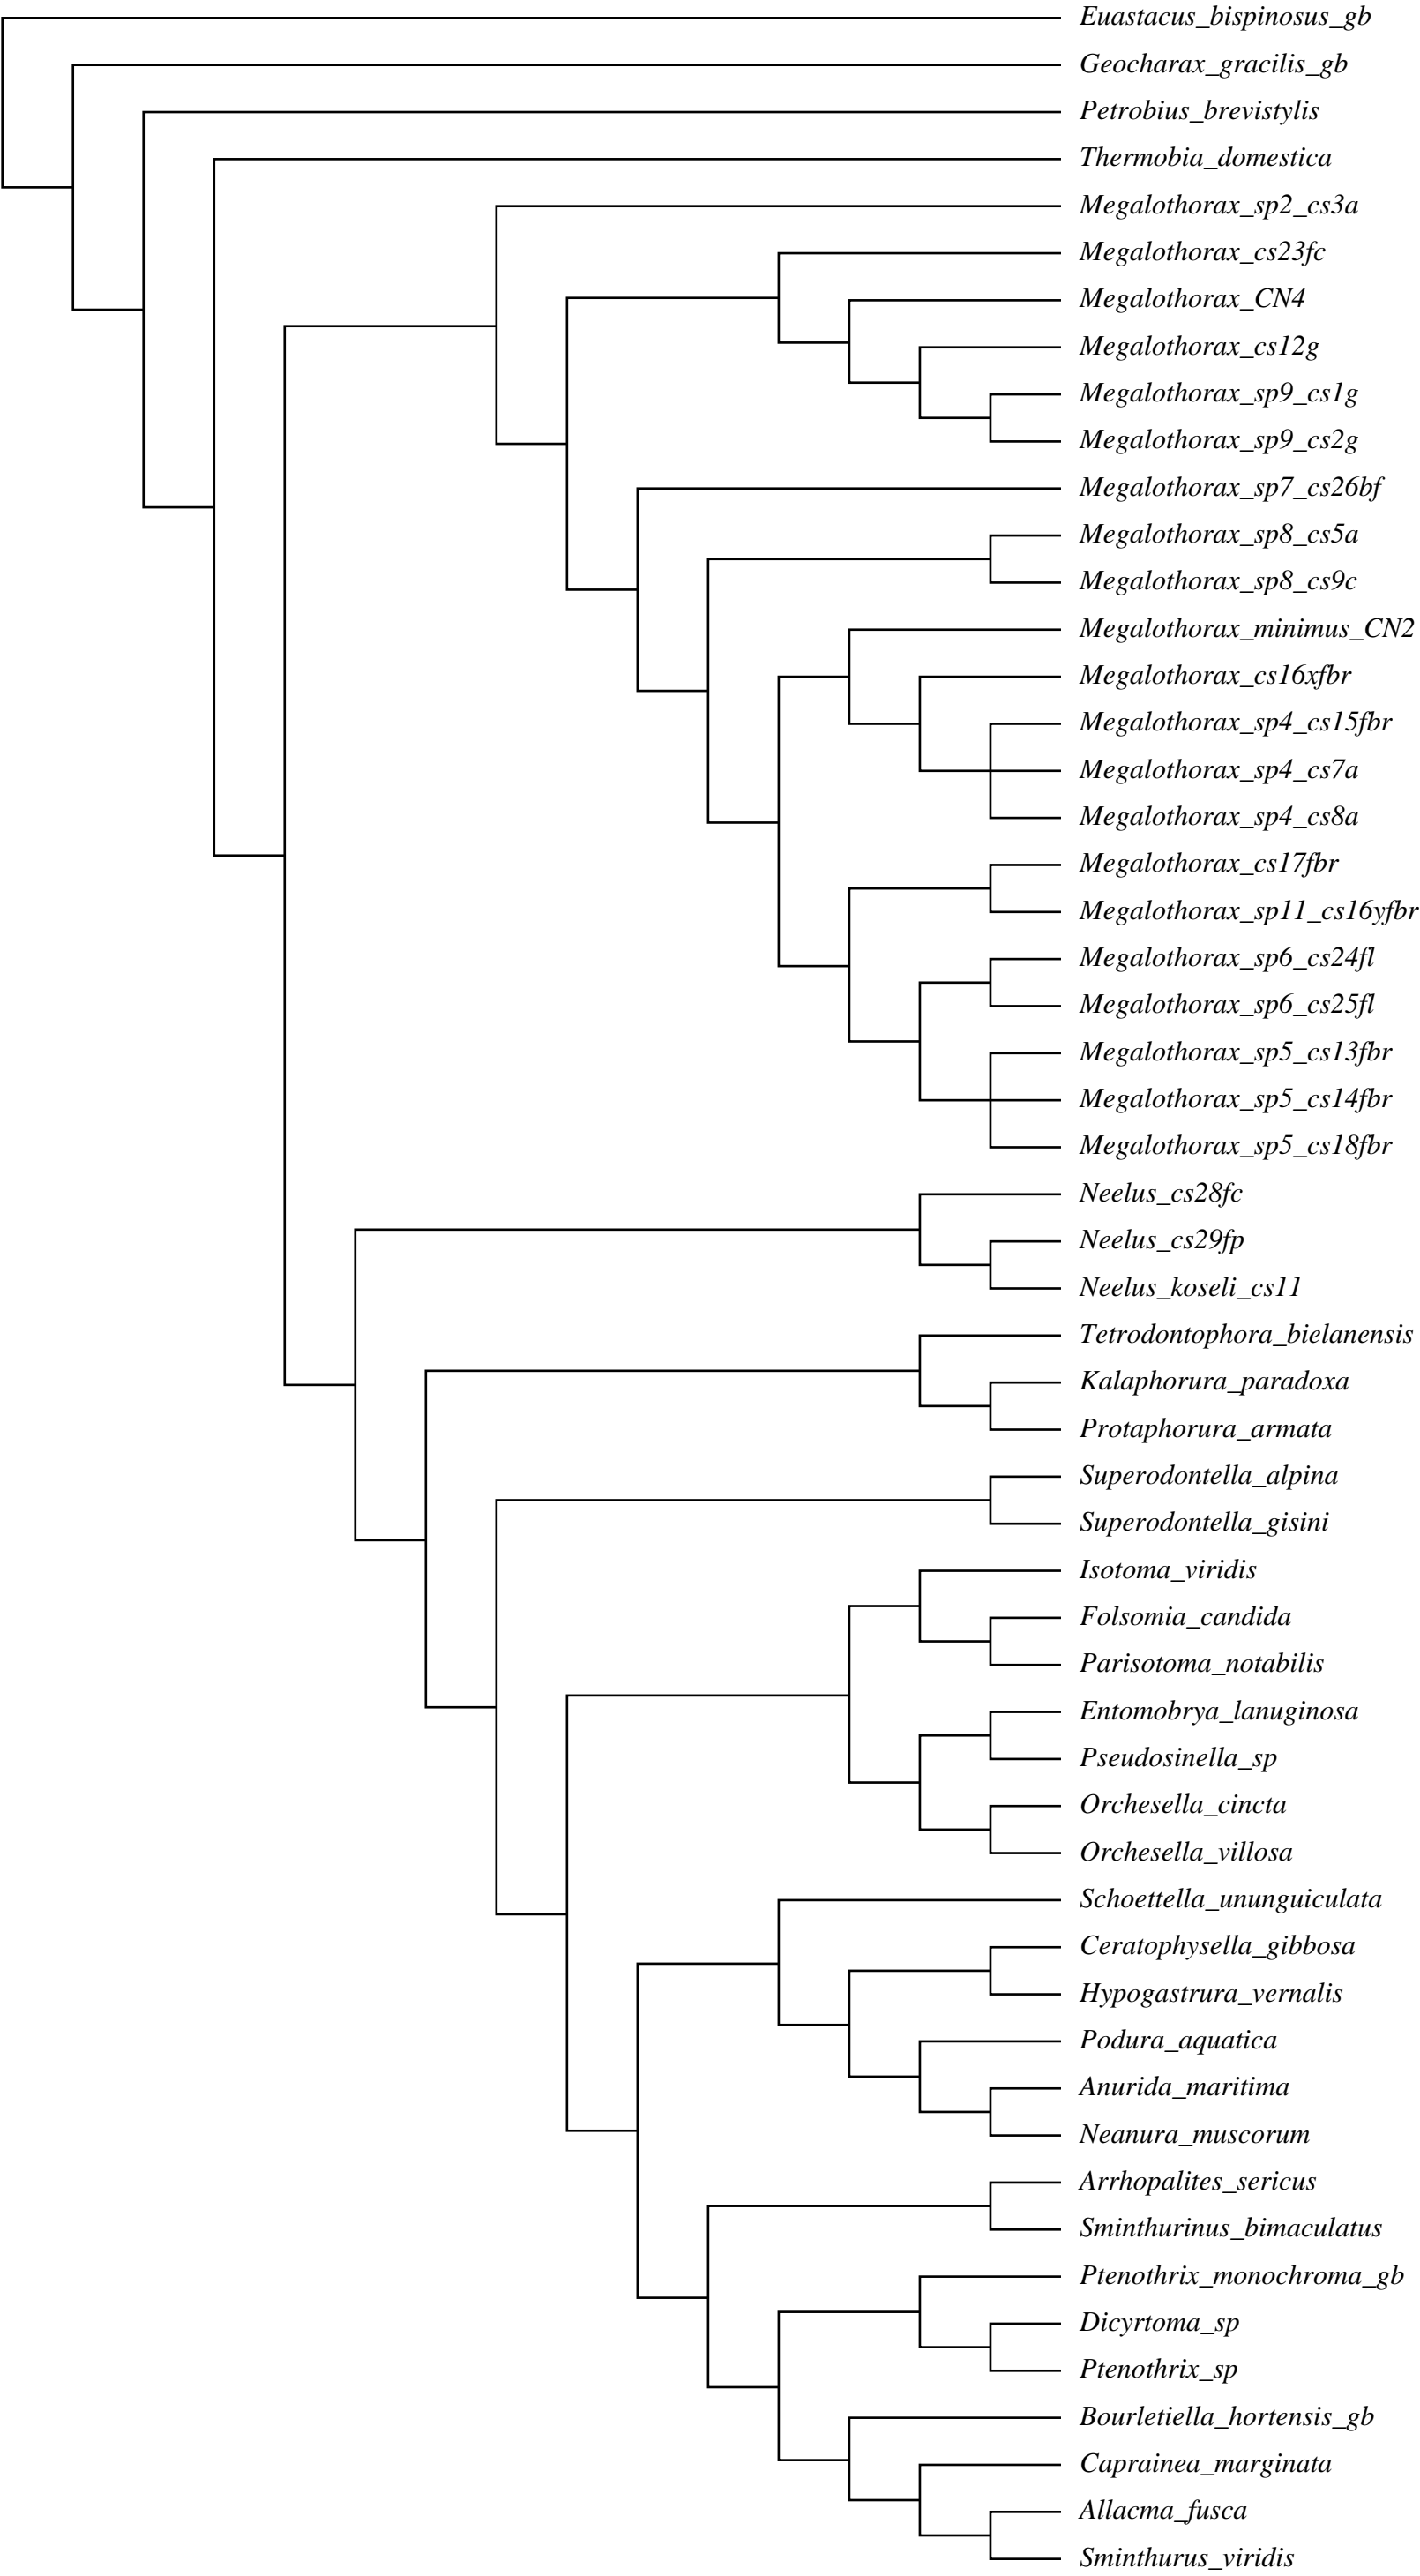 Euastacus_bispinosus_gb
Geocharax_gracilis_gb
Petrobius_brevistylis
Thermobia_domestica
Megalothorax_sp2_cs3a
Megalothorax_cs23fc
Megalothorax_CN4
Megalothorax_cs12g
Megalothorax_sp9_cs1g
Megalothorax_sp9_cs2g
Megalothorax_sp7_cs26bf
Megalothorax_sp8_cs5a
Megalothorax_sp8_cs9c
Megalothorax_minimus_CN2
Megalothorax_cs16xfbr
Megalothorax_sp4_cs15fbr
Megalothorax_sp4_cs7a
Megalothorax_sp4_cs8a
Megalothorax_cs17fbr
Megalothorax_sp11_cs16yfbr
Megalothorax_sp6_cs24fl
Megalothorax_sp6_cs25fl
Megalothorax_sp5_cs13fbr
Megalothorax_sp5_cs14fbr
Megalothorax_sp5_cs18fbr
Neelus_cs28fc
Neelus_cs29fp
Neelus_koseli_cs11
Tetrodontophora_bielanensis
Kalaphorura_paradoxa
Protaphorura_armata
Superodontella_alpina
Superodontella_gisini
Isotoma_viridis
Folsomia_candida
Parisotoma_notabilis
Entomobrya_lanuginosa
Pseudosinella_sp
Orchesella_cincta
Orchesella_villosa
Schoettella_ununguiculata
Ceratophysella_gibbosa
Hypogastrura_vernalis
Podura_aquatica
Anurida_maritima
Neanura_muscorum
Arrhopalites_sericus
Sminthurinus_bimaculatus
Ptenothrix_monochroma_gb
Dicyrtoma_sp
Ptenothrix_sp
Bourletiella_hortensis_gb
Caprainea_marginata
Allacma_fusca
Sminthurus_viridis